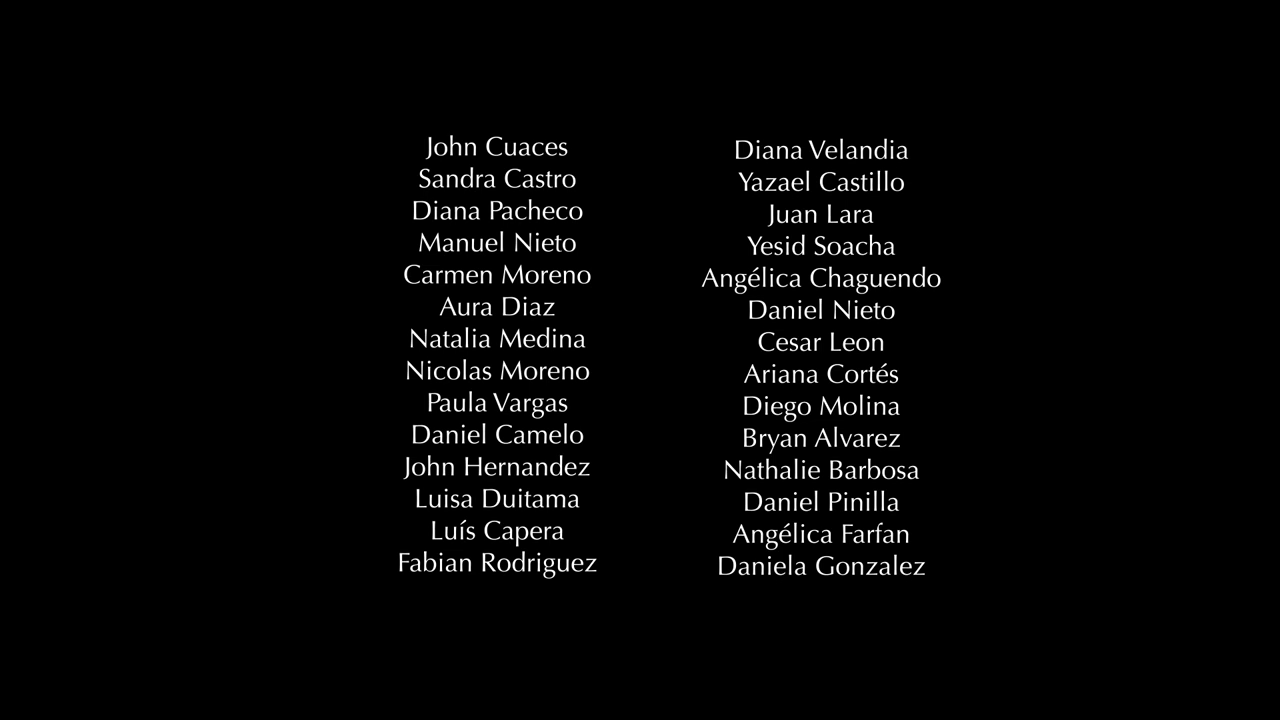 John Cuaces
Sandra Castro
Diana Pacheco
Manuel Nieto
Carmen Moreno
Aura Diaz
Natalia Medina
Nicolas Moreno
Paula Vargas
Daniel Camelo
John Hernandez
Luisa Duitama
Luís Capera
Fabian Rodriguez
Diana Velandia
Yazael Castillo
Juan Lara
Yesid Soacha
Angélica Chaguendo
Daniel Nieto
Cesar Leon
Ariana Cortés
Diego Molina
Bryan Alvarez
Nathalie Barbosa
Daniel Pinilla
Angélica Farfan
Daniela Gonzalez